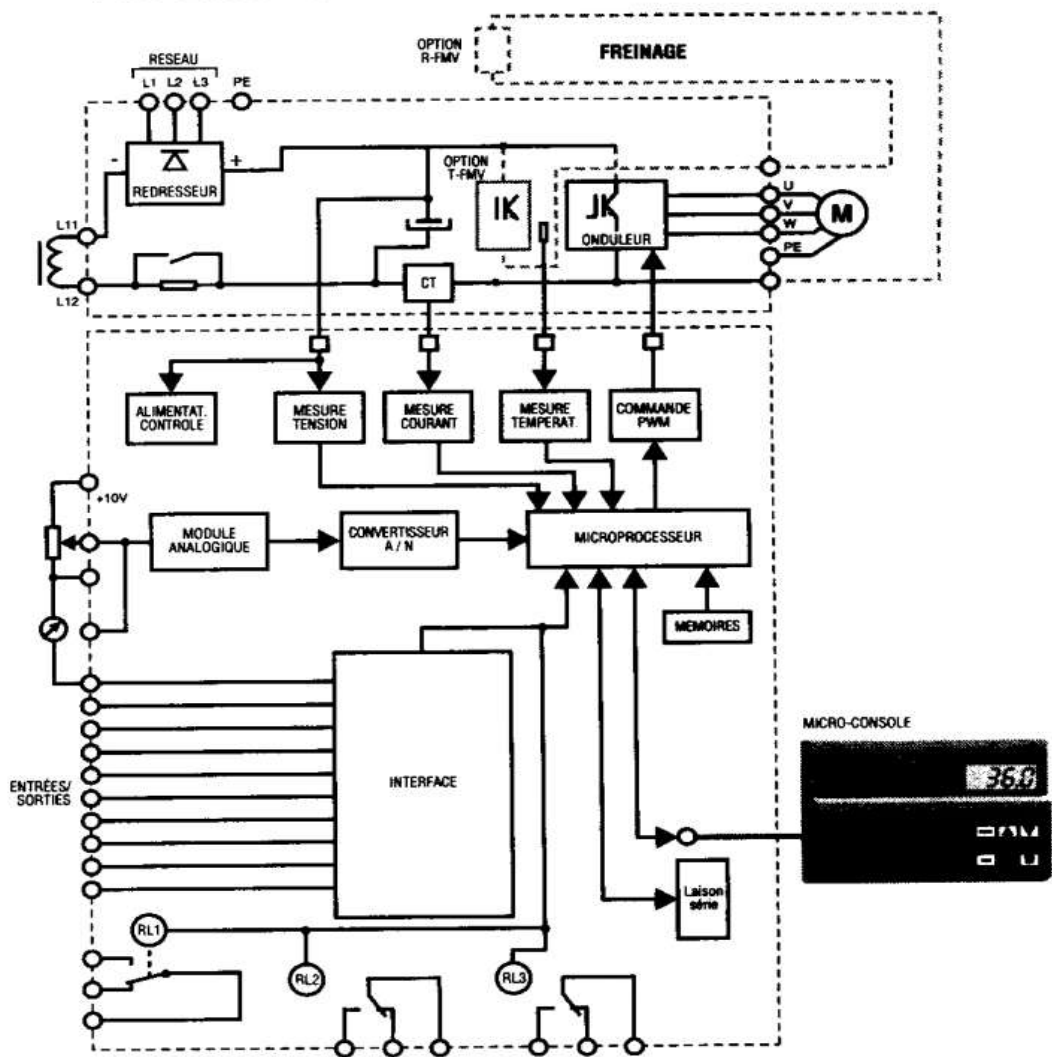 OPTION
R-FMV
FREINAGE
RESEAU
L1 L2 L3 PE
-
+
REDRESSEUR
OPTION
T-FMV
ONDULEUR
U
V
W
PE
M
L11
L12
CT
ALIMENTAT.
CONTROLE
MESURE
TENSION
MESURE
COURANT
MESURE
TEMPERAT.
COMMANDE
PWM
+10V
MODULE
ANALOGIQUE
CONVERTISSEUR
A / N
MICROPROCESSEUR
MEMOIRES
MICRO-CONSOLE
36.0
ENTRÉES/
SORTIES
INTERFACE
Laison
série
RL1
RL2
RL3